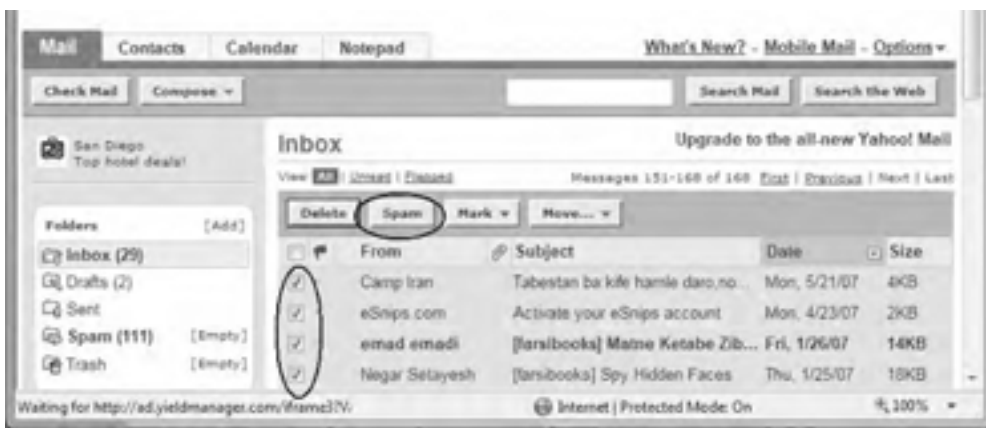 Mail Contacts Calendar Notepad What's New? - Mobile Mail - Options
Check Mail Compose Search Mail Search the Web
San Diego
Top hotel deals!
Inbox Upgrade to the all-new Yahoo! Mail
View: All | Unread | Flagged Messages 151-168 of 168 First | Previous | Next | Last
Delete Spam Mark Move...
Folders [Add]
From Subject Date Size
Inbox (29)
Drafts (2)
Camp Iran Tabestan ba kife hamle daro,no... Mon, 5/21/07 4KB
Sent
eSnips.com Activate your eSnips account Mon, 4/23/07 2KB
Spam (111) [Empty]
emad emadi [farsibooks] Matne Ketabe Zib... Fri, 1/26/07 14KB
Trash [Empty]
Negar Setayesh [farsibooks] Spy Hidden Faces Thu, 1/25/07 18KB
Waiting for http://ad.yieldmanager.com/iframe3?V. Internet | Protected Mode: On 100%